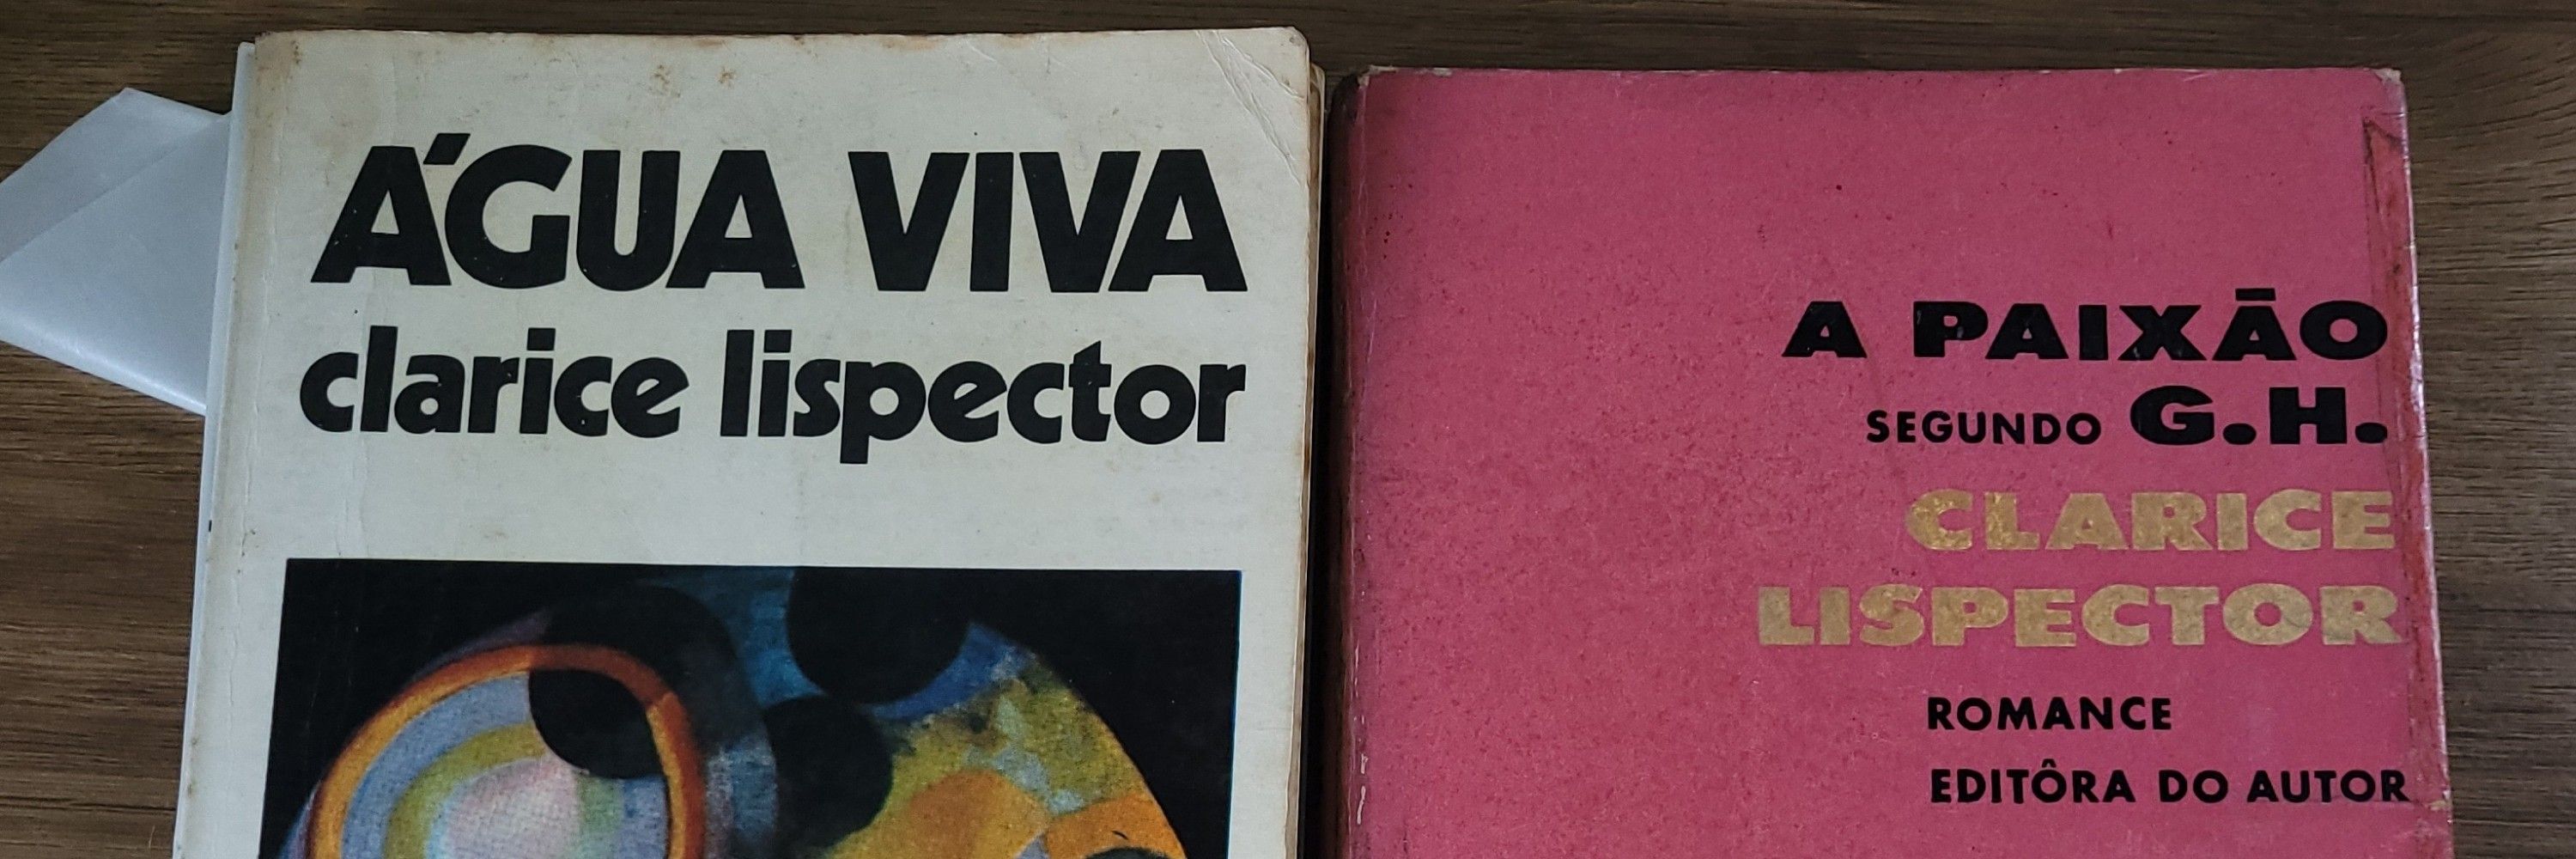 ÁGUA VIVA
clarice lispector
A PAIXÃO
SEGUNDO G.H.
CLARICE
LISPECTOR
ROMANCE
EDITÔRA DO AUTOR